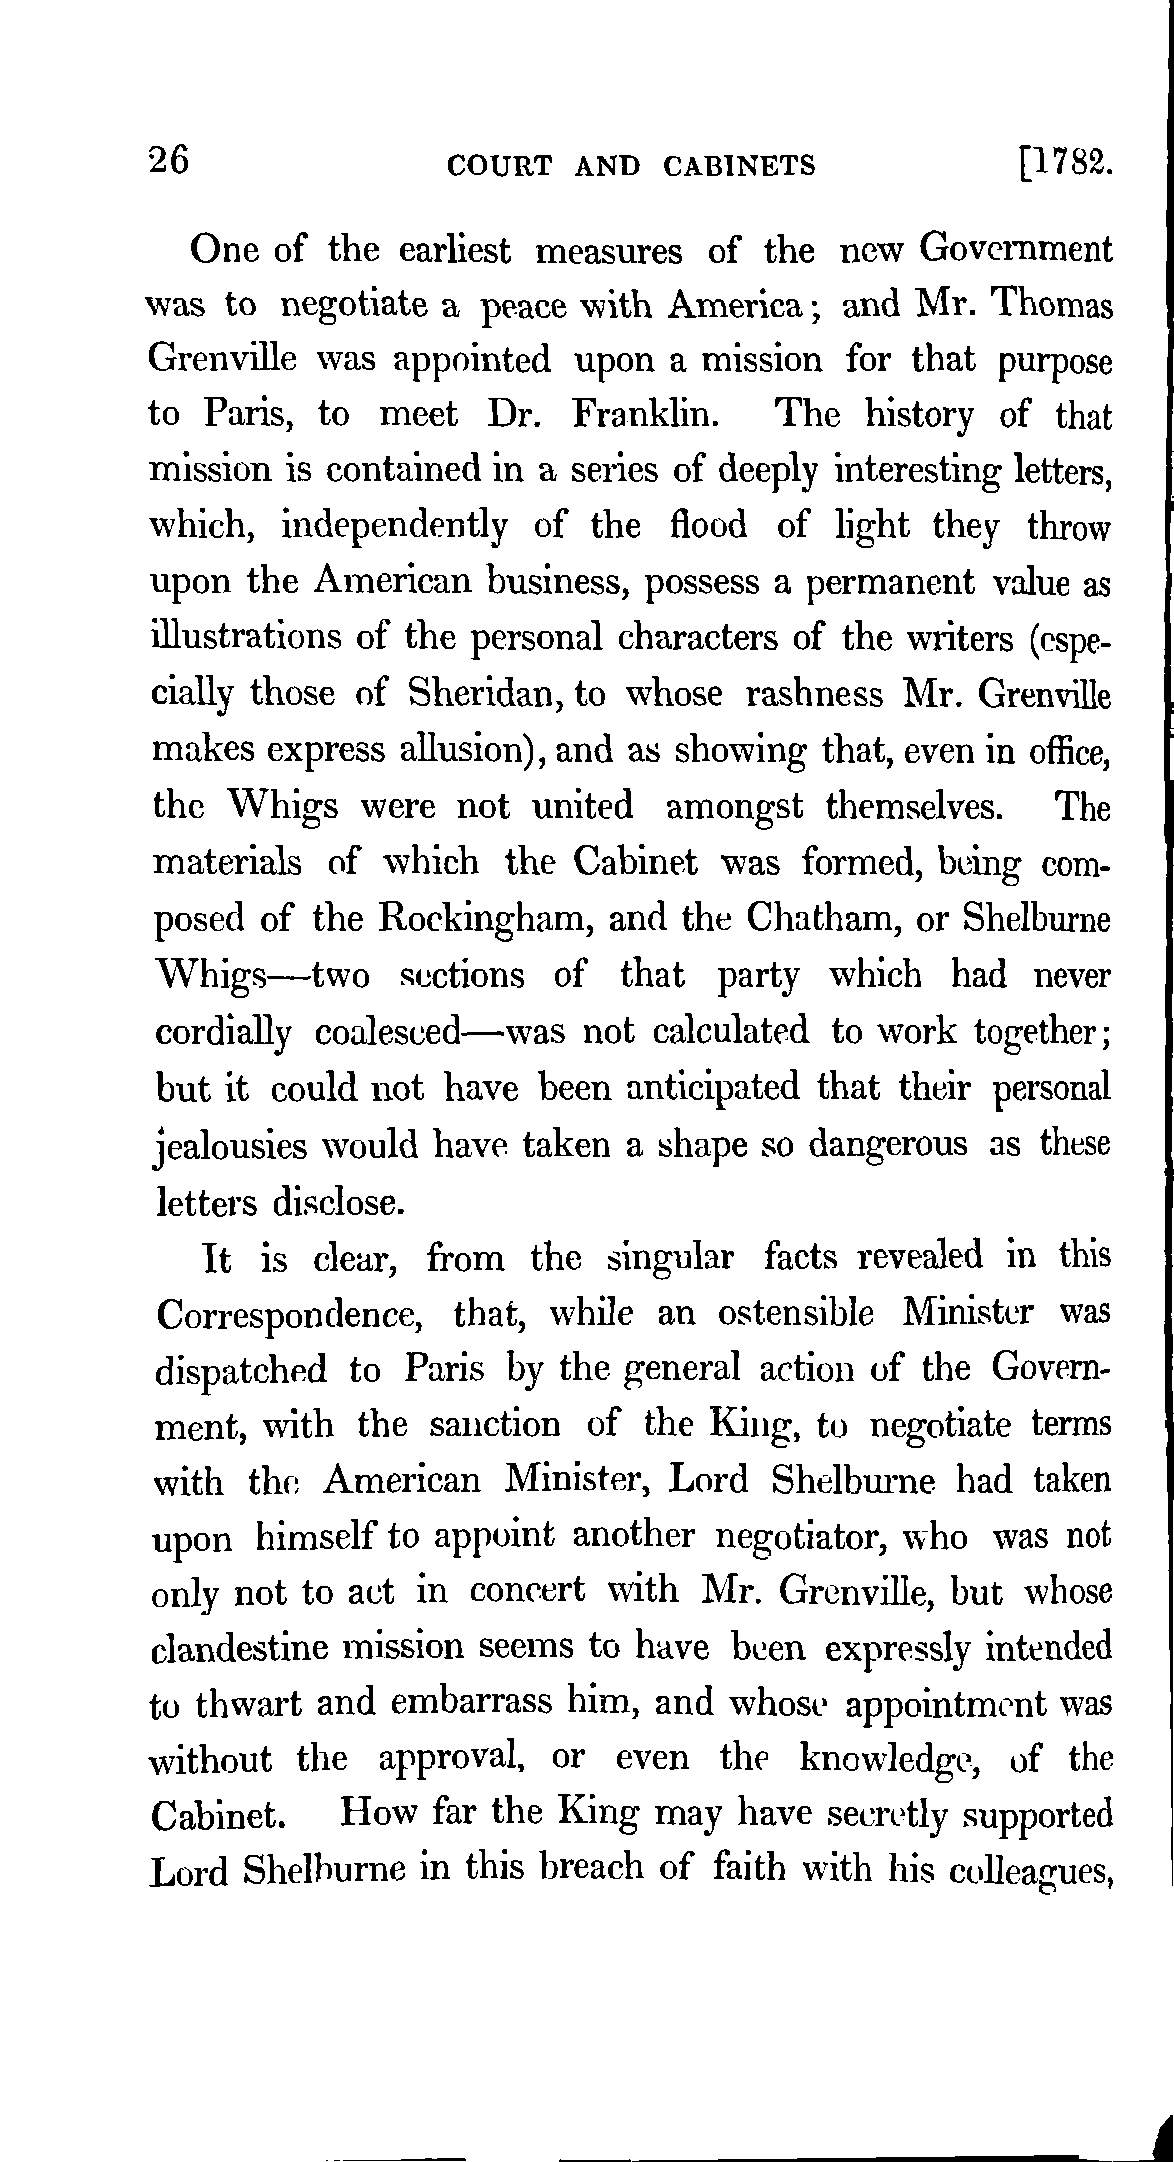 26 COURT AND CABINETS [1782.
One of the earliest measures of the new Government
was to negotiate a peace with America; and Mr. Thomas
Grenville was appointed upon a mission for that purpose
to Paris, to meet Dr. Franklin. The history of that
mission is contained in a series of deeply interesting letters,
which, independently of the flood of light they throw
upon the American business, possess a permanent value as
illustrations of the personal characters of the writers (espe-
cially those of Sheridan, to whose rashness Mr. Grenville
makes express allusion), and as showing that, even in office,
the Whigs were not united amongst themselves. The
materials of which the Cabinet was formed, being com-
posed of the Rockingham, and the Chatham, or Shelburne
Whigs—two sections of that party which had never
cordially coalesced—was not calculated to work together;
but it could not have been anticipated that their personal
jealousies would have taken a shape so dangerous as these
letters disclose.
It is clear, from the singular facts revealed in this
Correspondence, that, while an ostensible Minister was
dispatched to Paris by the general action of the Govern-
ment, with the sanction of the King, to negotiate terms
with the American Minister, Lord Shelburne had taken
upon himself to appoint another negotiator, who was not
only not to act in concert with Mr. Grenville, but whose
clandestine mission seems to have been expressly intended
to thwart and embarrass him, and whose appointment was
without the approval, or even the knowledge, of the
Cabinet. How far the King may have secretly supported
Lord Shelburne in this breach of faith with his colleagues,